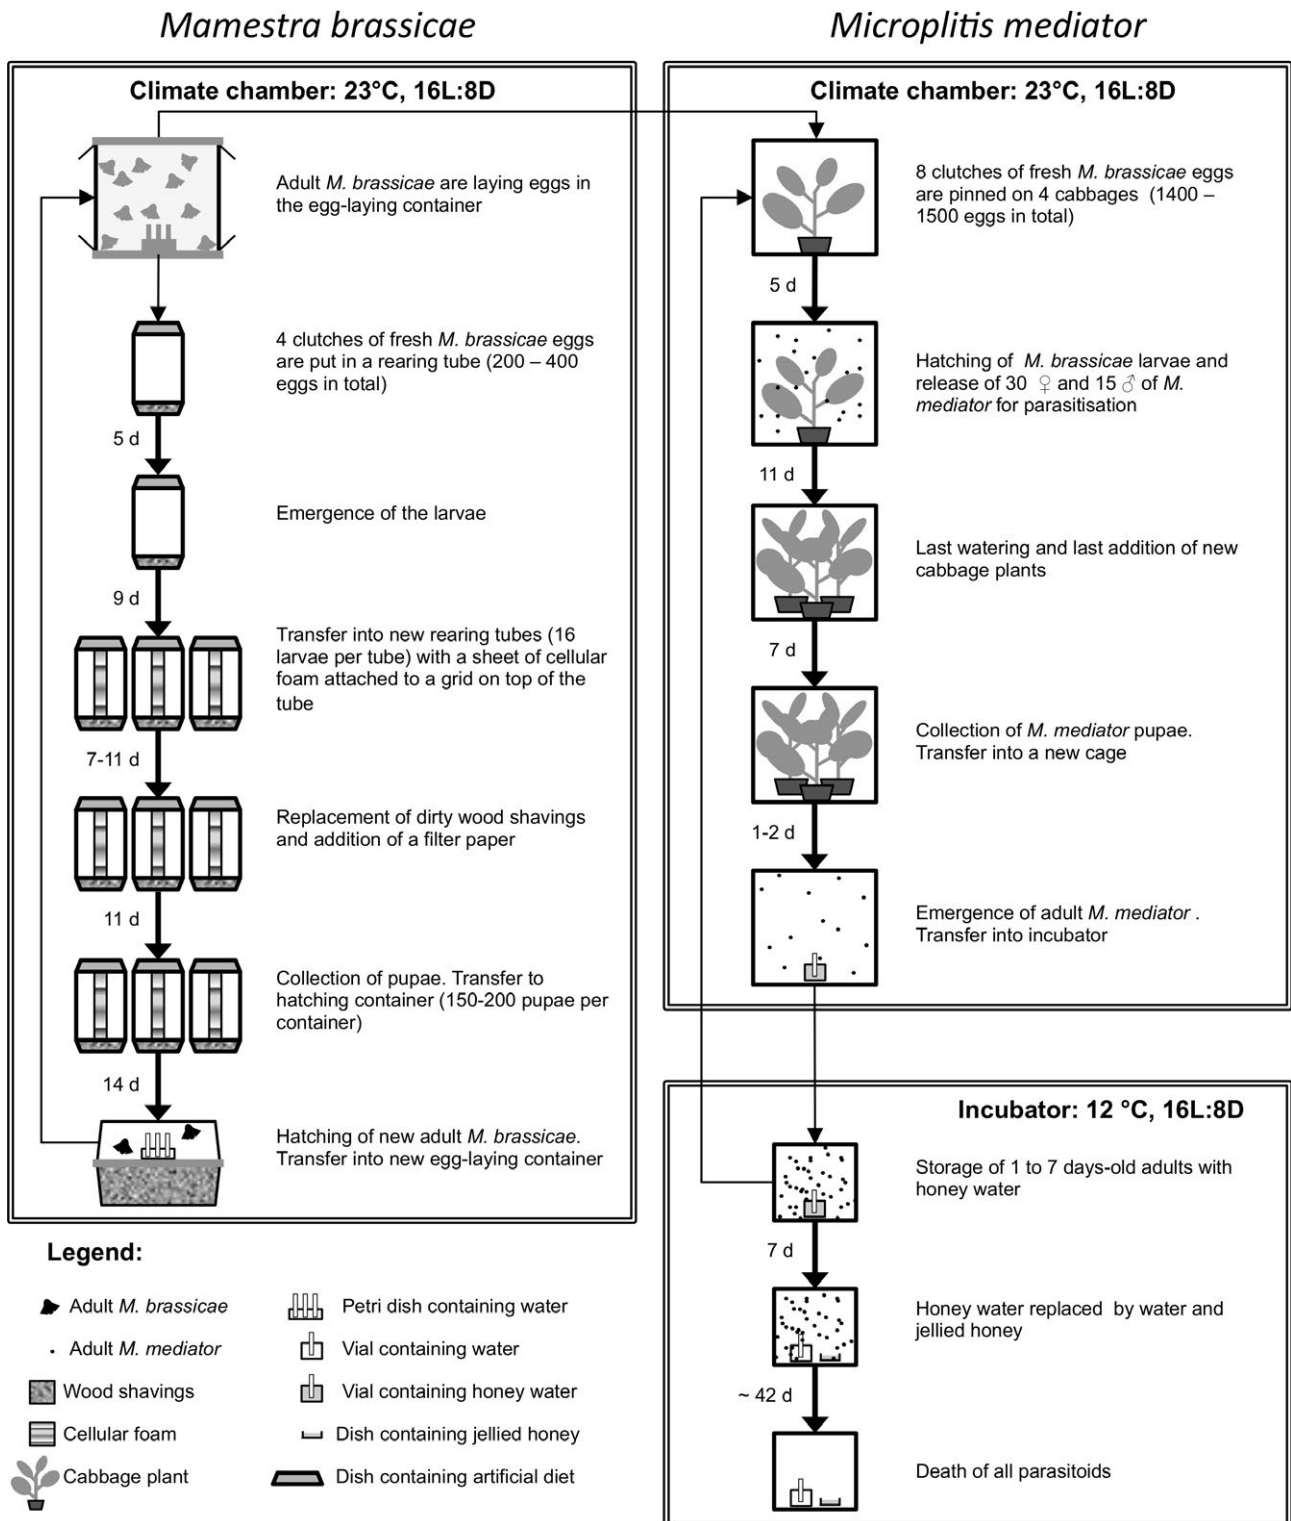 Mamestra brassicae
Climate chamber: 23°C, 16L:8D
Adult M. brassicae are laying eggs in
the egg-laying container
4 clutches of fresh M. brassicae eggs
are put in a rearing tube (200 – 400
eggs in total)
5 d
Emergence of the larvae
9 d
Transfer into new rearing tubes (16
larvae per tube) with a sheet of cellular
foam attached to a grid on top of the
tube
7-11 d
Replacement of dirty wood shavings
and addition of a filter paper
11 d
Collection of pupae. Transfer to
hatching container (150-200 pupae per
container)
14 d
Hatching of new adult M. brassicae.
Transfer into new egg-laying container
Microplitis mediator
Climate chamber: 23°C, 16L:8D
8 clutches of fresh M. brassicae eggs
are pinned on 4 cabbages (1400 –
1500 eggs in total)
5 d
Hatching of M. brassicae larvae and
release of 30 ♀ and 15 ♂ of M.
mediator for parasitisation
11 d
Last watering and last addition of new
cabbage plants
7 d
Collection of M. mediator pupae.
Transfer into a new cage
1-2 d
Emergence of adult M. mediator .
Transfer into incubator
Incubator: 12 °C, 16L:8D
Storage of 1 to 7 days-old adults with
honey water
7 d
Honey water replaced by water and
jellied honey
~ 42 d
Death of all parasitoids
Legend:
Adult M. brassicae
Adult M. mediator
Wood shavings
Cellular foam
Cabbage plant
Petri dish containing water
Vial containing water
Vial containing honey water
Dish containing jellied honey
Dish containing artificial diet